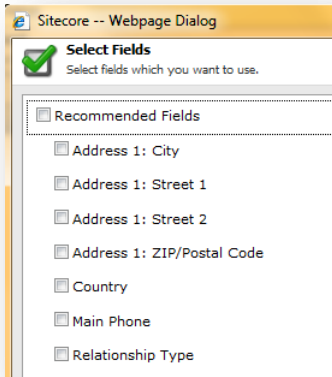 Sitecore -- Webpage Dialog
Select Fields
Select fields which you want to use.
Recommended Fields
Address 1: City
Address 1: Street 1
Address 1: Street 2
Address 1: ZIP/Postal Code
Country
Main Phone
Relationship Type